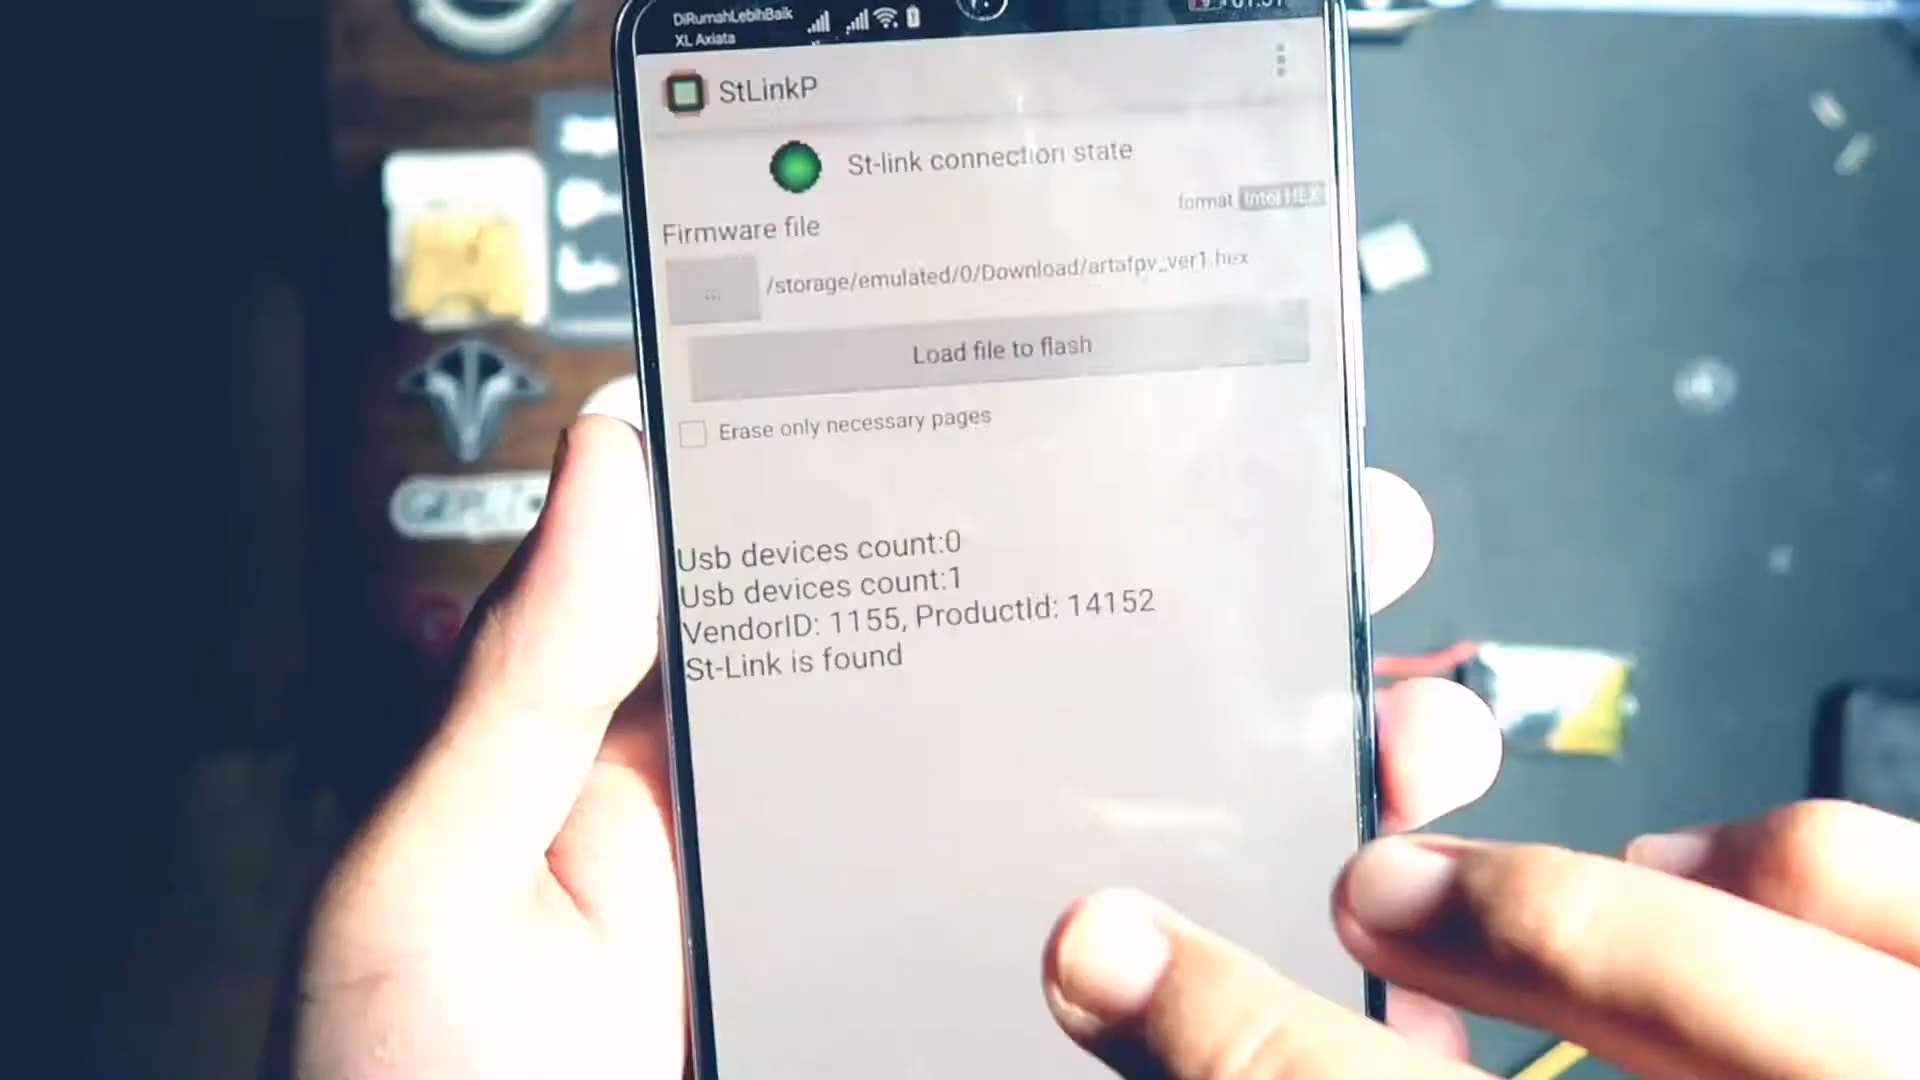 DiRumahLebihBaik
XL Axiata
StLinkP
St-link connection state
format Intel HEX
Firmware file
... /storage/emulated/0/Download/artafpv_ver1.hex
Load file to flash
Erase only necessary pages
Usb devices count:0
Usb devices count:1
VendorID: 1155, ProductId: 14152
St-Link is found